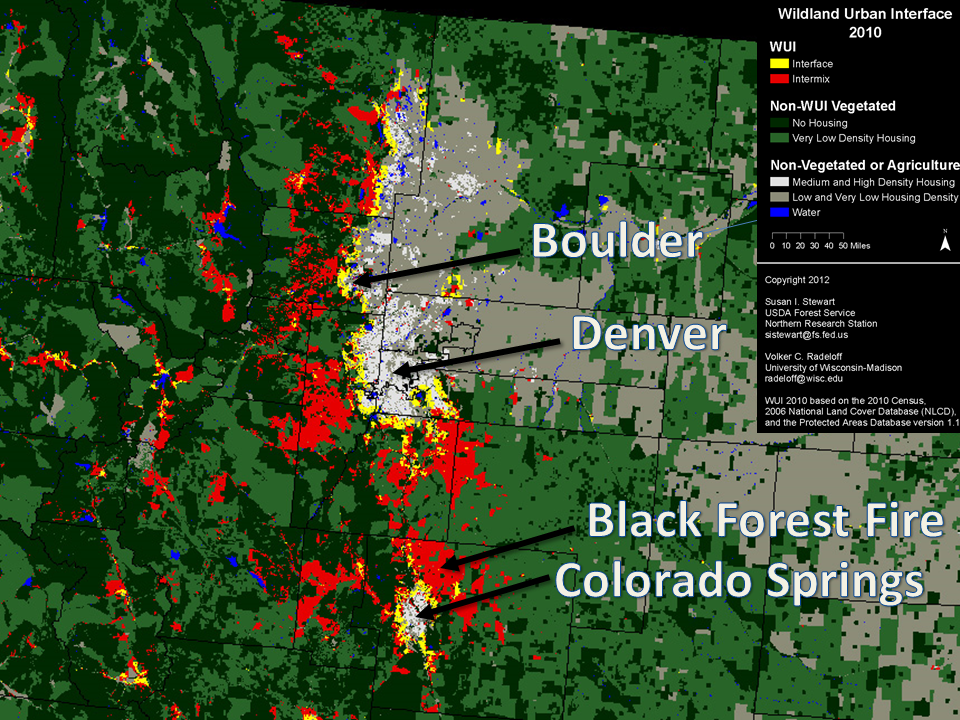 Wildland Urban Interface
2010
WUI
Interface
Intermix
Non-WUI Vegetated
No Housing
Very Low Density Housing
Non-Vegetated or Agriculture
Medium and High Density Housing
Low and Very Low Housing Density
Water
N
0 10 20 30 40 50 Miles
Copyright 2012
Susan I. Stewart
USDA Forest Service
Northern Research Station
sistewart@fs.fed.us
Volker C. Radeloff
University of Wisconsin-Madison
radeloff@wisc.edu
WUI 2010 based on the 2010 Census,
2006 National Land Cover Database (NLCD),
and the Protected Areas Database version 1.1
Boulder
Denver
Black Forest Fire
Colorado Springs